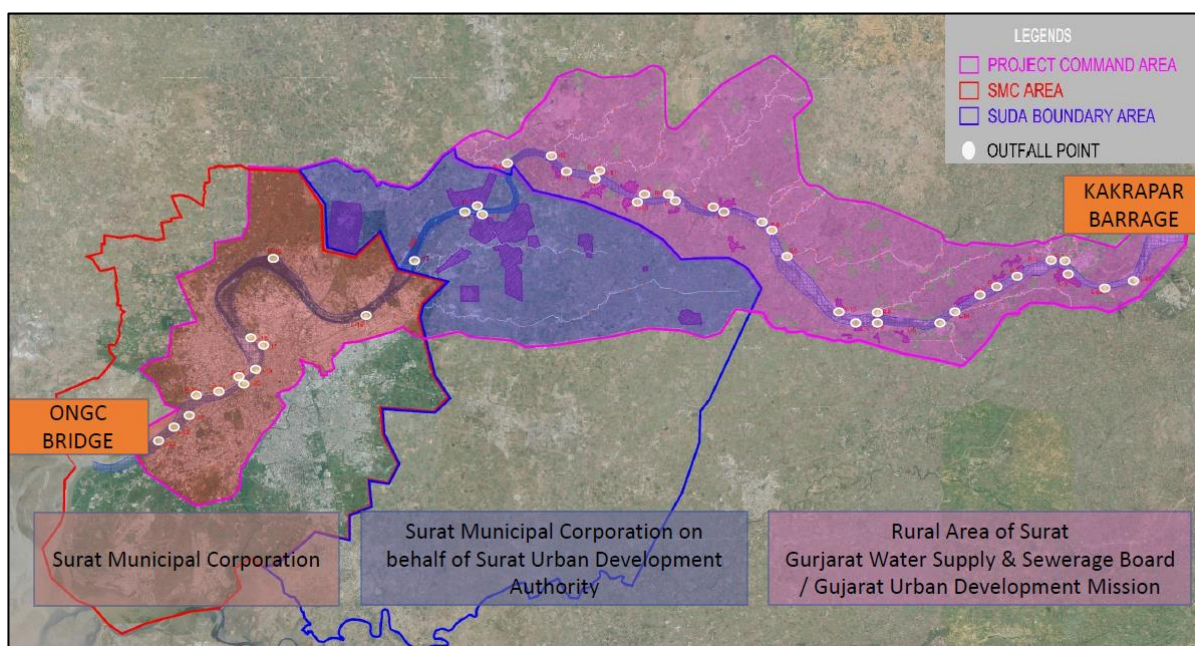 LEGENDS
PROJECT COMMAND AREA
SMC AREA
SUDA BOUNDARY AREA
OUTFALL POINT
KAKRAPAR
BARRAGE
ONGC
BRIDGE
Surat Municipal Corporation
Surat Municipal Corporation on
behalf of Surat Urban Development
Authority
Rural Area of Surat
Gurjarat Water Supply & Sewerage Board
/ Gujarat Urban Development Mission